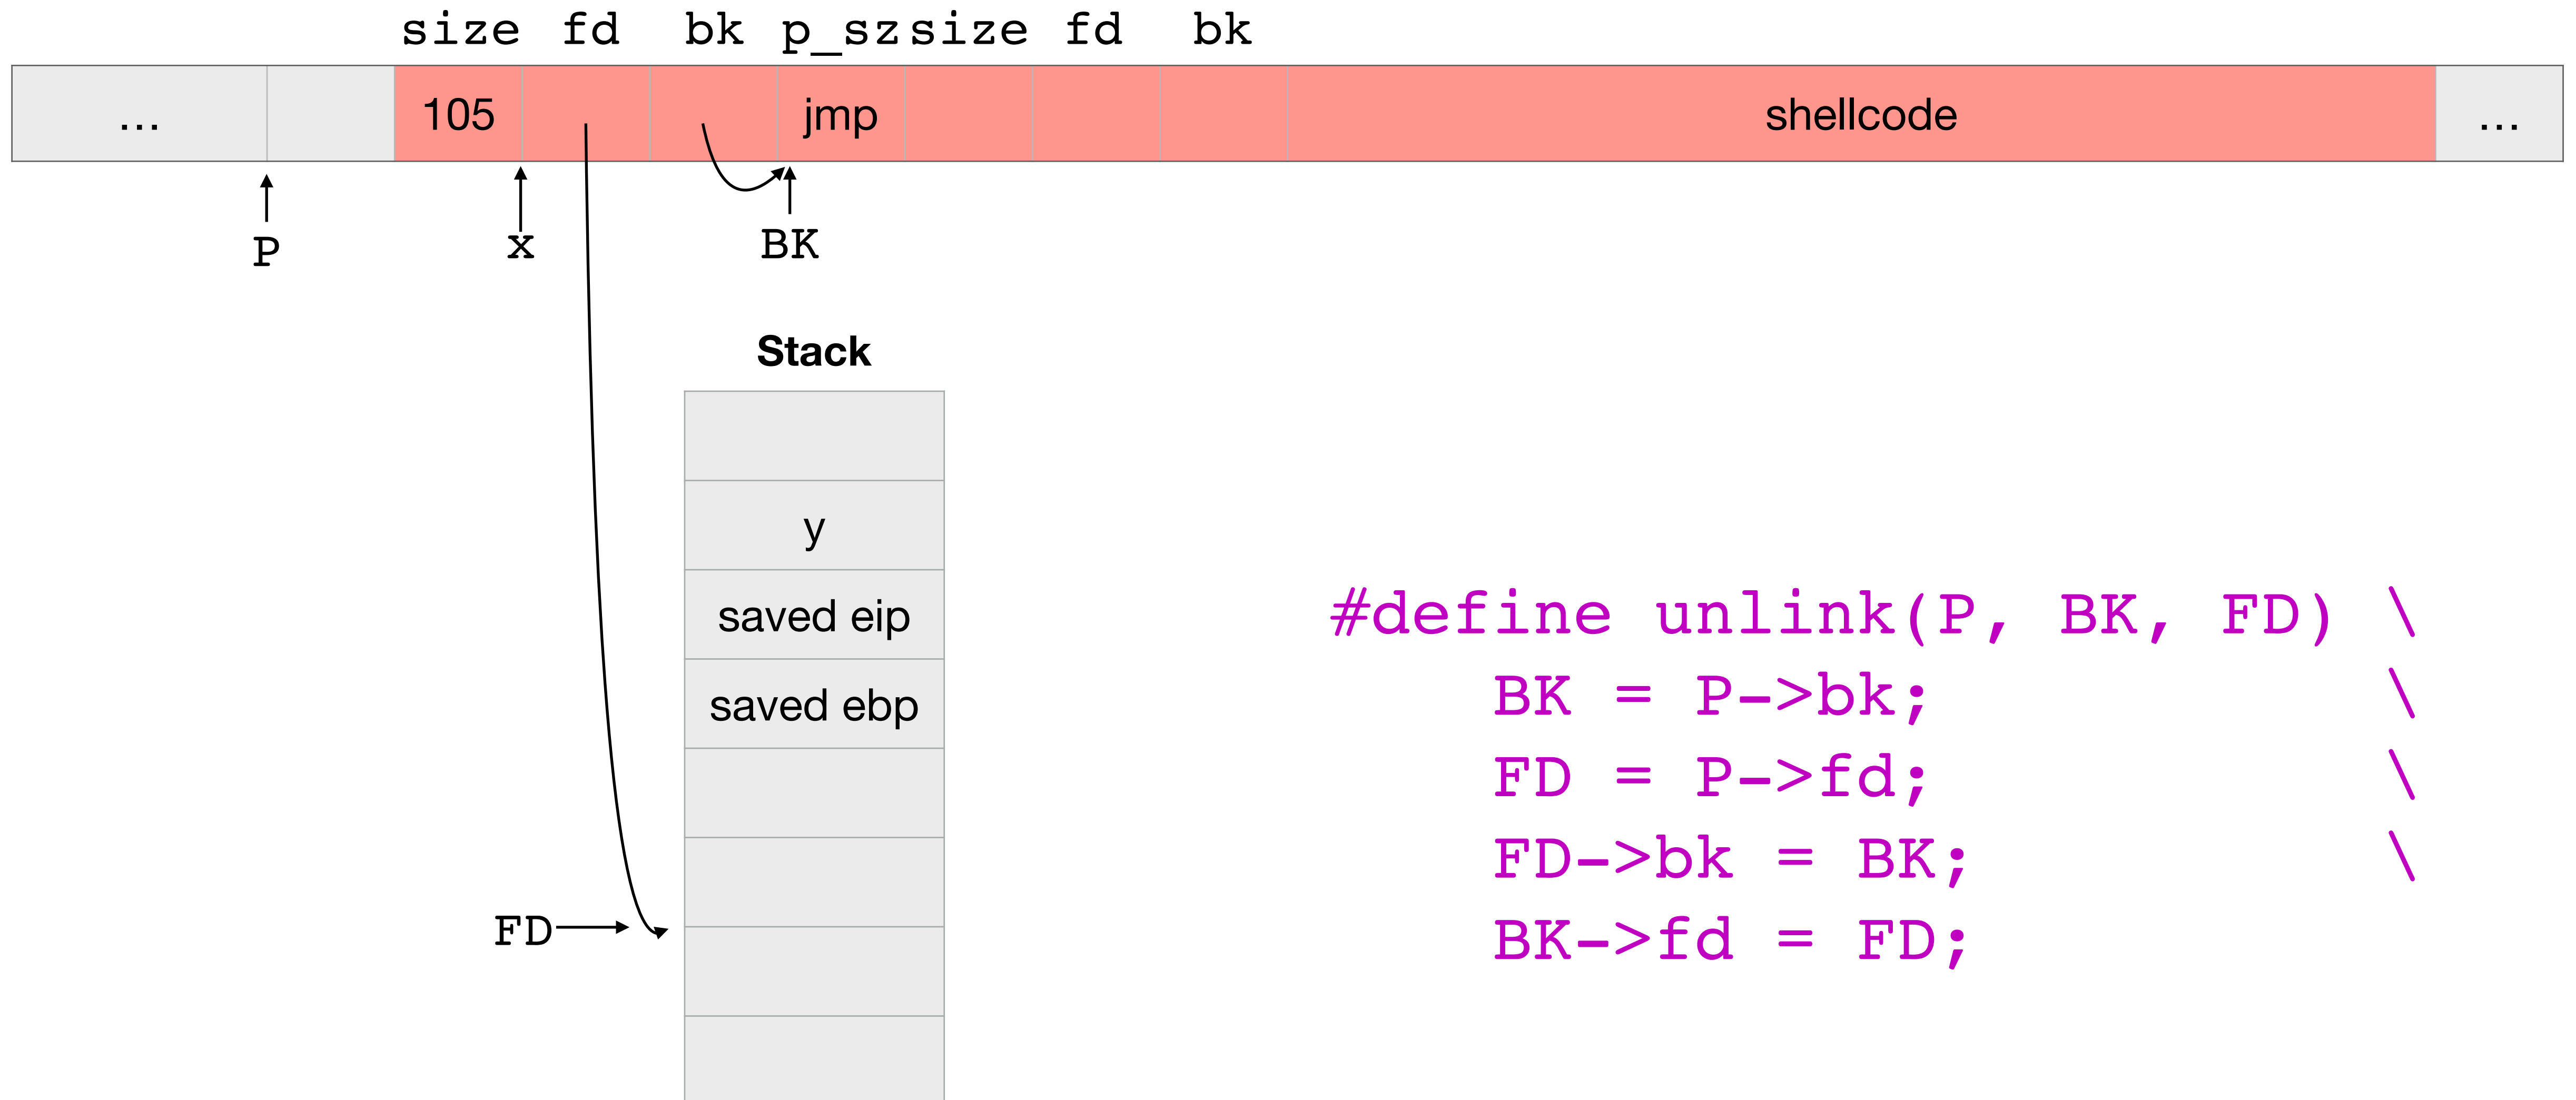 size fd bk p_sz size fd bk
... 105 jmp shellcode ...
P x BK
Stack
y
saved eip
saved ebp
FD
#define unlink(P, BK, FD) \
BK = P->bk; \
FD = P->fd; \
FD->bk = BK; \
BK->fd = FD;